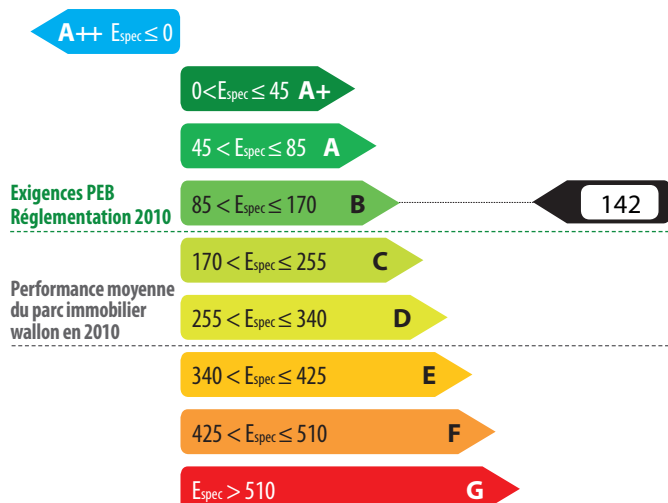 A++ Espec ≤ 0
0<Espec ≤ 45 A+
45 < Espec ≤ 85 A
Exigences PEB
Réglementation 2010
85 < Espec ≤ 170 B
142
170 < Espec ≤ 255 C
Performance moyenne
du parc immobilier
wallon en 2010
255 < Espec ≤ 340 D
340 < Espec ≤ 425 E
425 < Espec ≤ 510 F
Espec > 510 G